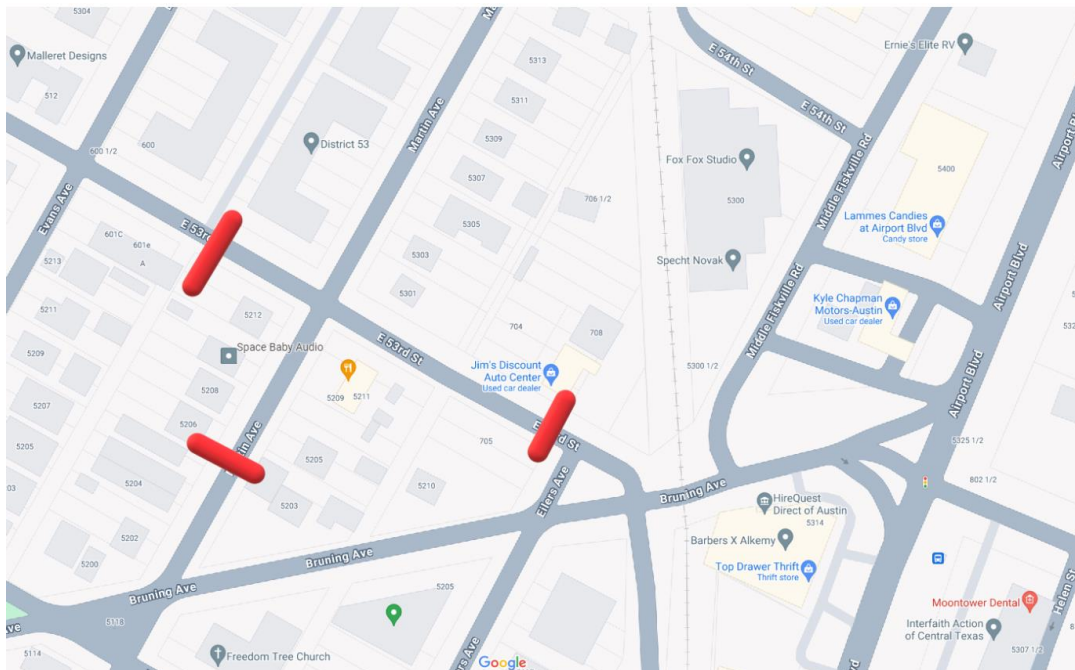 5304
Malleret Designs
512
600 1/2
600
District 53
Martin Ave
5313
5311
5309
5307
5305
5303
5301
706 1/2
E 54th St
E 54th St
Ernie's Elite RV
Fox Fox Studio
5300
Specht Novak
Middle Fiskville Rd
Middle Fiskville Rd
5400
Lammes Candies
at Airport Blvd
Candy store
Kyle Chapman
Motors-Austin
Used car dealer
Airport Blvd
Airport Blvd
Evans Ave
601C
601e
A
5213
5211
5209
5207
5205
5204
5202
5200
5212
Space Baby Audio
5208
5206
5209
5211
E 53rd St
704
708
Jim's Discount
Auto Center
Used car dealer
705
5300 1/2
5205
5203
5210
Eilers Ave
Bruning Ave
Bruning Ave
Bruning Ave
5325 1/2
802 1/2
HireQuest
Direct of Austin
5314
Barbers X Alkemy
Top Drawer Thrift
Thrift store
Moontower Dental
Interfaith Action
of Central Texas
5307 1/2
Helen St
5114
5118
Freedom Tree Church
5205
Google